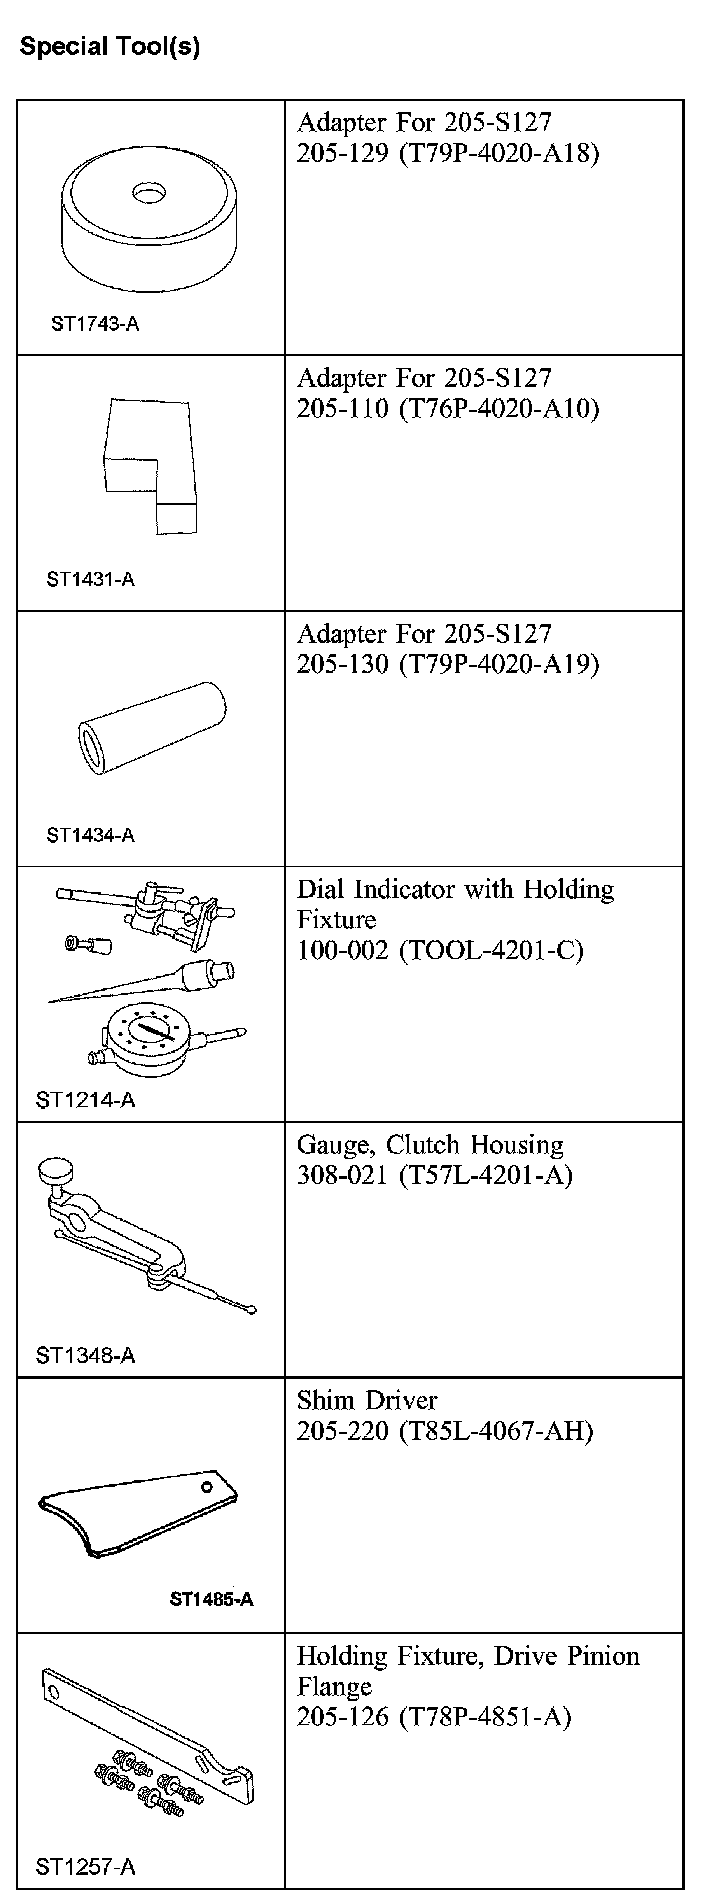 Special Tool(s)
Adapter For 205-S127
205-129 (T79P-4020-A18)
ST1743-A
Adapter For 205-S127
205-110 (T76P-4020-A10)
ST1431-A
Adapter For 205-S127
205-130 (T79P-4020-A19)
ST1434-A
Dial Indicator with Holding
Fixture
100-002 (TOOL-4201-C)
ST1214-A
Gauge, Clutch Housing
308-021 (T57L-4201-A)
ST1348-A
Shim Driver
205-220 (T85L-4067-AH)
ST1485-A
Holding Fixture, Drive Pinion
Flange
205-126 (T78P-4851-A)
ST1257-A